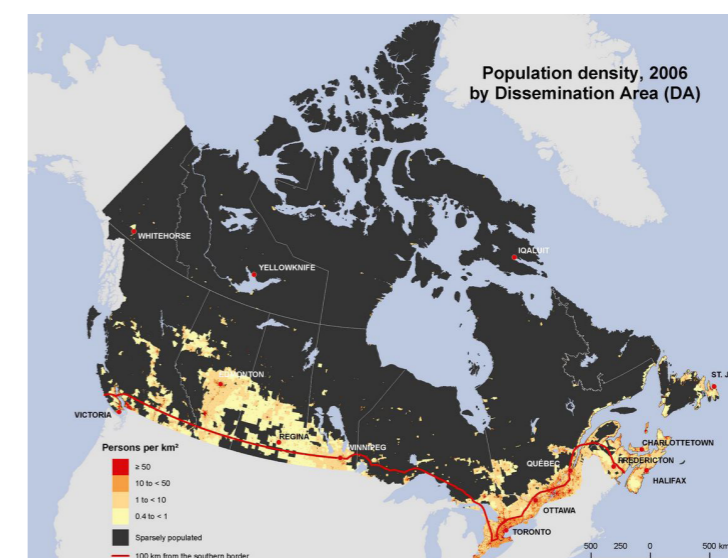 Population density, 2006
by Dissemination Area (DA)
WHITEHORSE
YELLOWKNIFE
IQALUIT
EDMONTON
ST. J
VICTORIA
REGINA
WINNIPEG
CHARLOTTETOWN
QUÉBEC
FREDERICTON
HALIFAX
OTTAWA
TORONTO
Persons per km²
≥ 50
10 to < 50
1 to < 10
0.4 to < 1
Sparsely populated
100 km from the southern border
500 250 0 500 km